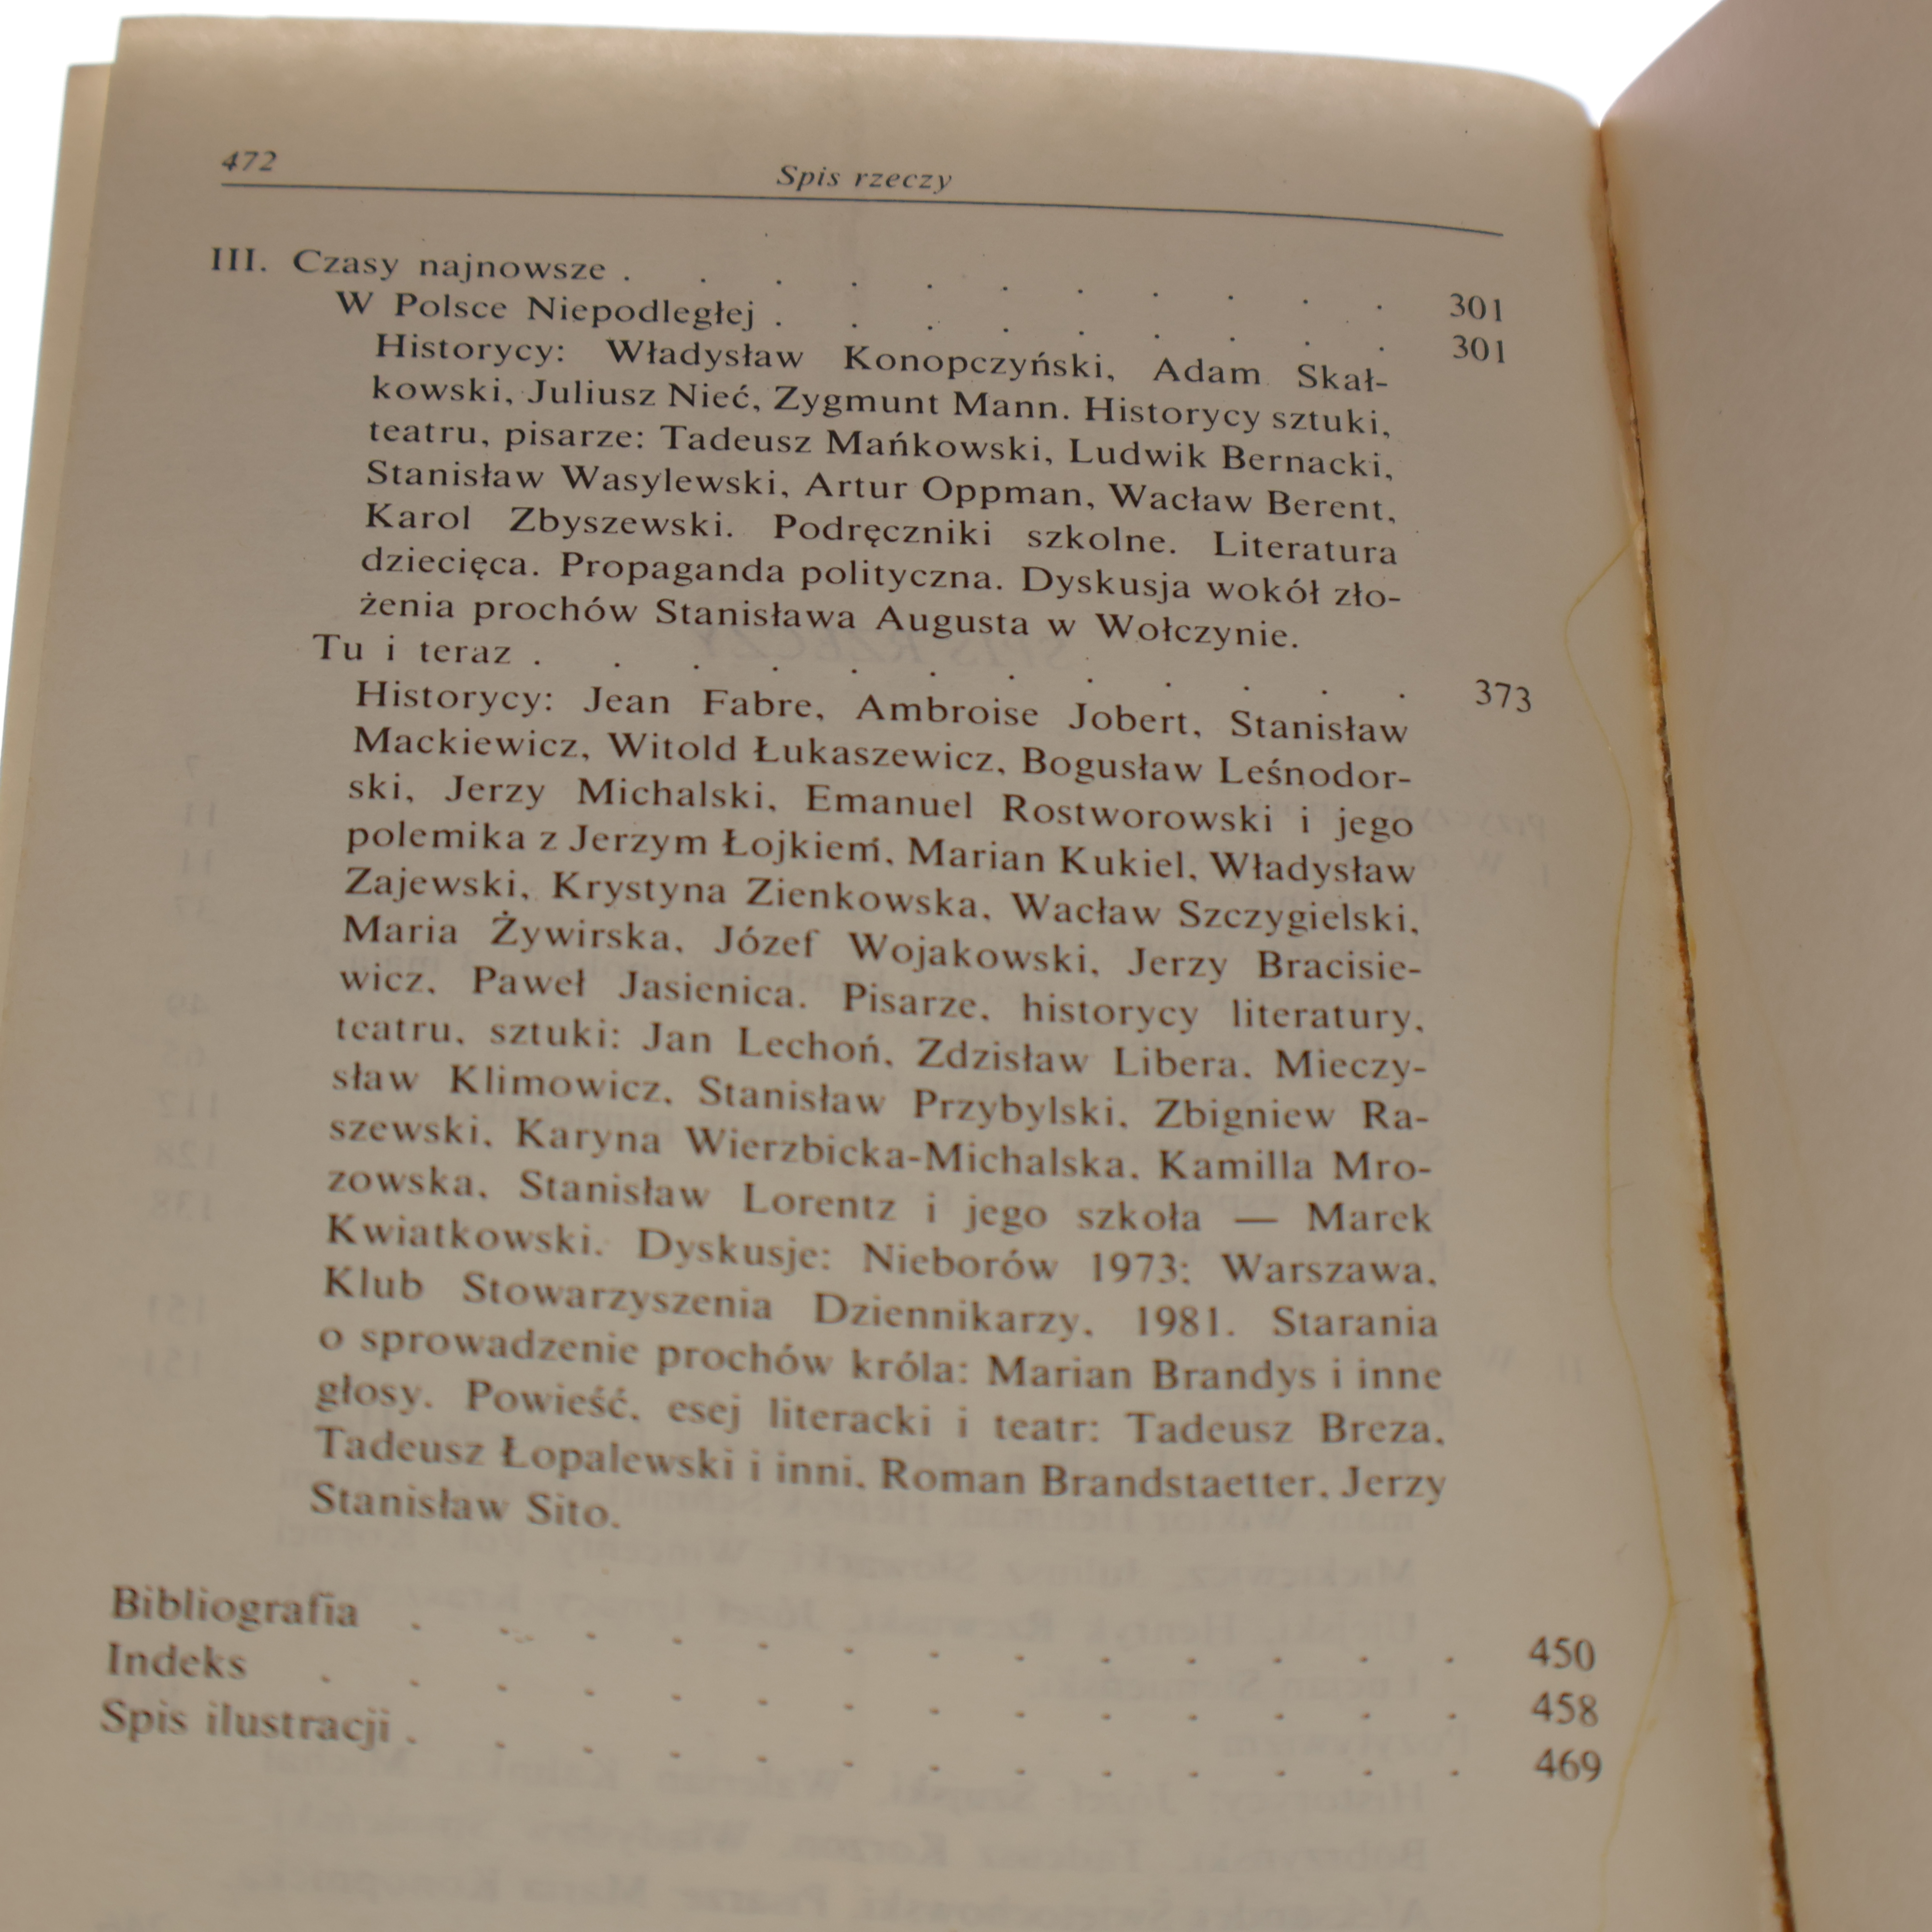 472
Spis rzeczy
III. Czasy najnowsze . . . . . . . . . . . 301
W Polsce Niepodległej . . . . . . . . . 301
Historycy: Władysław Konopczyński, Adam Skał-
kowski, Juliusz Nieć, Zygmunt Mann. Historycy sztuki,
teatru, pisarze: Tadeusz Mańkowski, Ludwik Bernacki,
Stanisław Wasylewski, Artur Oppman, Wacław Berent,
Karol Zbyszewski. Podręczniki szkolne. Literatura
dziecięca. Propaganda polityczna. Dyskusja wokół zło-
żenia prochów Stanisława Augusta w Wołczynie.
Tu i teraz . . . . . . . . . . . . 373
Historycy: Jean Fabre, Ambroise Jobert, Stanisław
Mackiewicz, Witold Łukaszewicz, Bogusław Leśnodor-
ski, Jerzy Michalski, Emanuel Rostworowski i jego
polemika z Jerzym Łojkiem, Marian Kukiel, Władysław
Zajewski, Krystyna Zienkowska, Wacław Szczygielski,
Maria Żywirska, Józef Wojakowski, Jerzy Bracisie-
wicz, Paweł Jasienica. Pisarze, historycy literatury,
teatru, sztuki: Jan Lechoń, Zdzisław Libera, Mieczy-
sław Klimowicz, Stanisław Przybylski, Zbigniew Ra-
szewski, Karyna Wierzbicka-Michalska, Kamilla Mro-
zowska, Stanisław Lorentz i jego szkoła — Marek
Kwiatkowski. Dyskusje: Nieborów 1973; Warszawa,
Klub Stowarzyszenia Dziennikarzy, 1981. Starania
o sprowadzenie prochów króla: Marian Brandys i inne
głosy. Powieść, esej literacki i teatr: Tadeusz Breza,
Tadeusz Łopalewski i inni, Roman Brandstaetter, Jerzy
Stanisław Sito.
Bibliografia . . . . . . . . . . . . . 450
Indeks . . . . . . . . . . . . . . 458
Spis ilustracji . . . . . . . . . . . . . 469